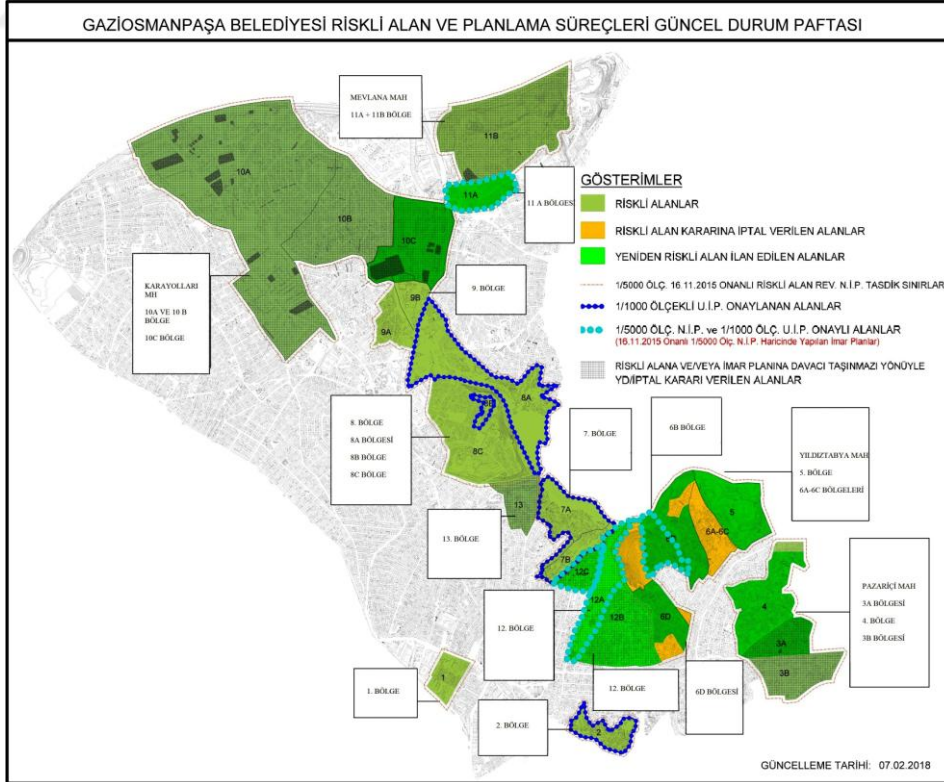 GAZİOSMANPAŞA BELEDİYESİ RİSKLİ ALAN VE PLANLAMA SÜREÇLERİ GÜNCEL DURUM PAFTASI
MEVLANA MAH
11A + 11B BÖLGE
11B
11A
11 A BÖLGES
10A
10B
10C
KARAYOLLARI
MH
10A VE 10 B
BÖLGE
10C BÖLGE
9. BÖLGE
9B
9A
GÖSTERİMLER
RİSKLİ ALANLAR
RİSKLİ ALAN KARARINA İPTAL VERİLEN ALANLAR
YENİDEN RİSKLİ ALAN İLAN EDİLEN ALANLAR
1/5000 ÖLÇ. 16.11.2015 ONANLI RİSKLİ ALAN REV. N.İ.P. TASDİK SINIRLAR
1/1000 ÖLÇEKLİ U.İ.P. ONAYLANAN ALANLAR
1/5000 ÖLÇ. N.İ.P. ve 1/1000 ÖLÇ. U.İ.P. ONAYLI ALANLAR
(16.11.2015 Onanlı 1/5000 Ölç. N.İ.P. Haricinde Yapılan İmar Planlar)
RİSKLİ ALANA VE/VEYA İMAR PLANINA DAVACI TAŞINMAZI YÖNÜYLE
YD/İPTAL KARARI VERİLEN ALANLAR
8A
8B
8C
8. BÖLGE
8A BÖLGESİ
8B BÖLGE
8C BÖLGE
7. BÖLGE
6B BÖLGE
YILDIZTABYA MAH
5. BÖLGE
6A-6C BÖLGELERİ
13
13. BÖLGE
7A
7B
5
6A-6C
12C
12A
12B
6D
12. BÖLGE
12. BÖLGE
6D BÖLGESİ
4
3A
3B
PAZARİÇİ MAH
3A BÖLGESİ
4. BÖLGE
3B BÖLGESİ
1
1. BÖLGE
2
2. BÖLGE
GÜNCELLEME TARİHİ: 07.02.2018